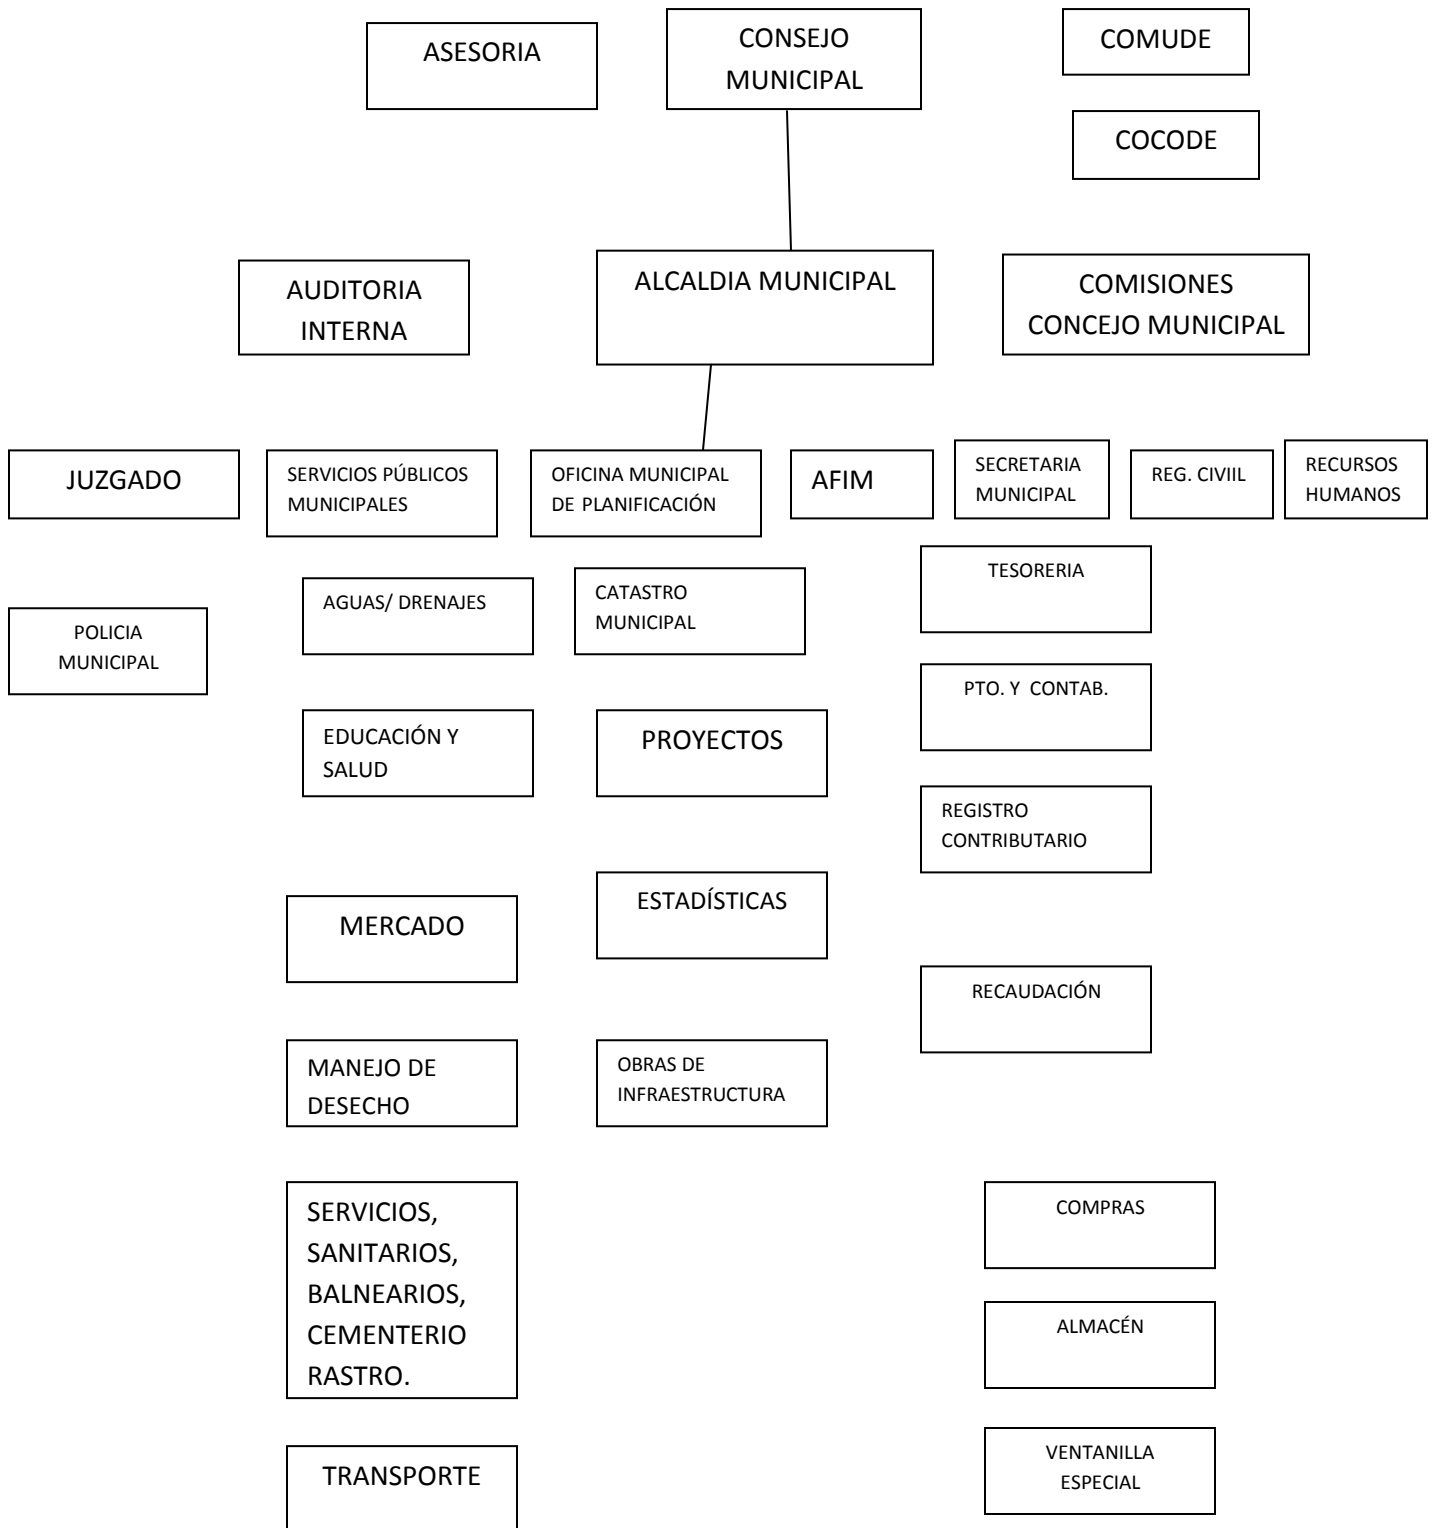 ASESORIA
CONSEJO
MUNICIPAL
COMUDE
COCODE
AUDITORIA
INTERNA
ALCALDIA MUNICIPAL
COMISIONES
CONCEJO MUNICIPAL
JUZGADO
SERVICIOS PÚBLICOS
MUNICIPALES
OFICINA MUNICIPAL
DE PLANIFICACIÓN
AFIM
SECRETARIA
MUNICIPAL
REG. CIVIIL
RECURSOS
HUMANOS
POLICIA
MUNICIPAL
AGUAS/ DRENAJES
CATASTRO
MUNICIPAL
TESORERIA
PTO. Y CONTAB.
EDUCACIÓN Y
SALUD
PROYECTOS
REGISTRO
CONTRIBUTARIO
MERCADO
ESTADÍSTICAS
RECAUDACIÓN
MANEJO DE
DESECHO
OBRAS DE
INFRAESTRUCTURA
SERVICIOS,
SANITARIOS,
BALNEARIOS,
CEMENTERIO
RASTRO.
COMPRAS
ALMACÉN
TRANSPORTE
VENTANILLA
ESPECIAL